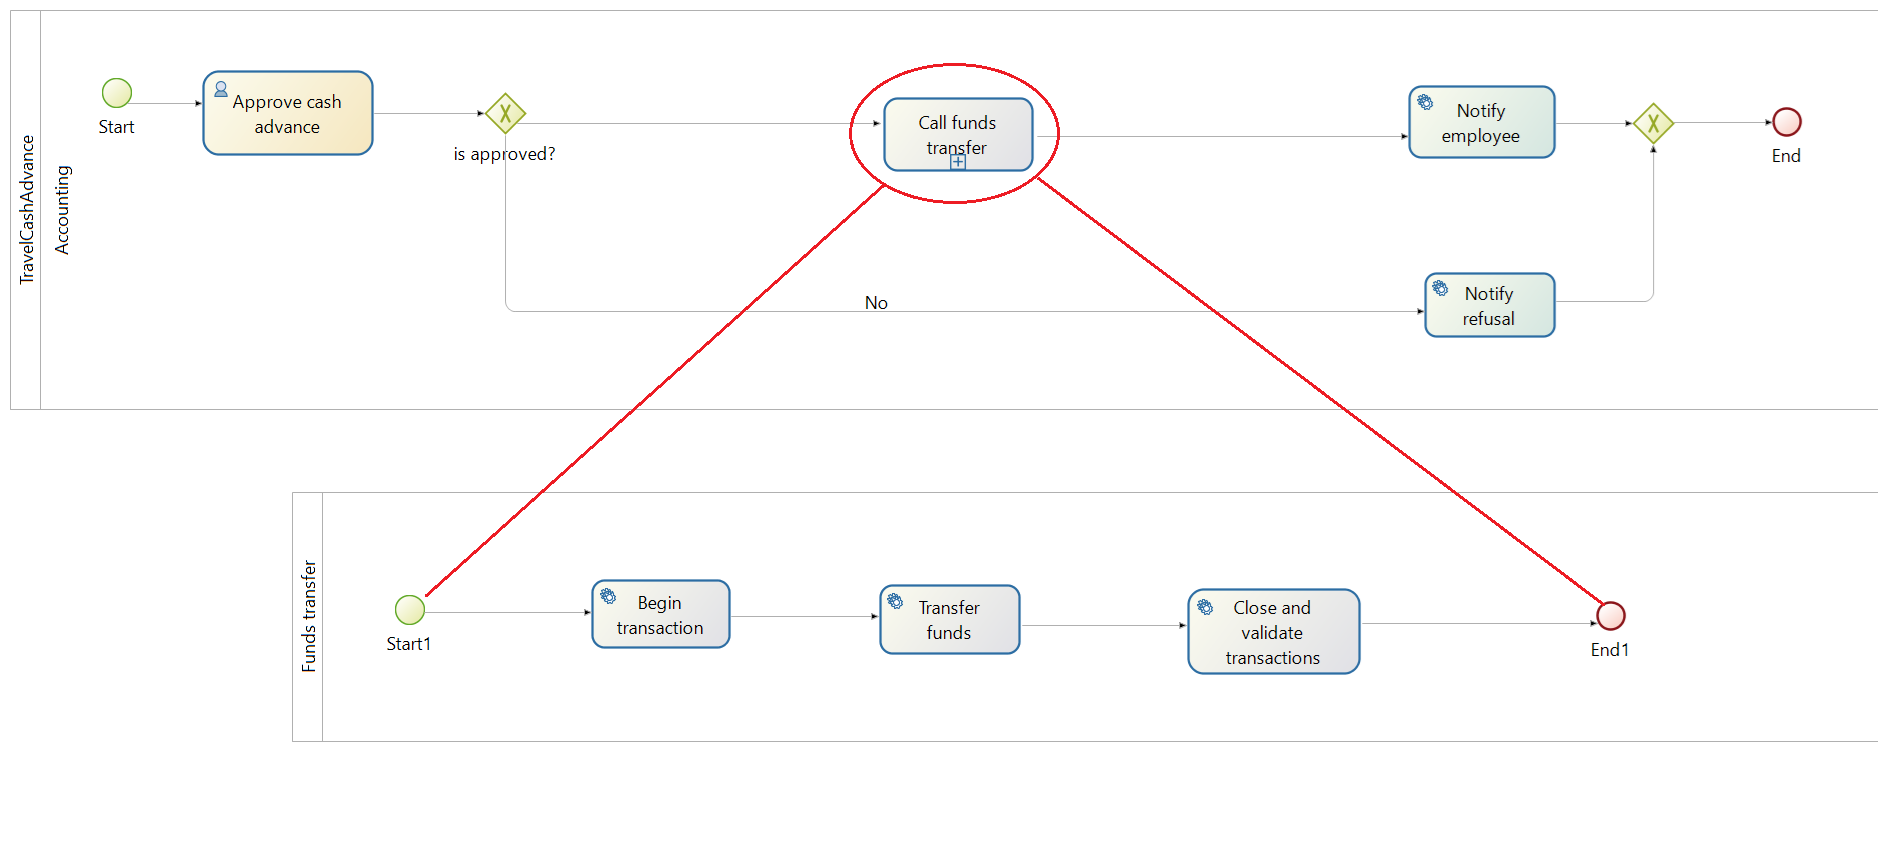 TravelCashAdvance
Accounting
Start
Approve cash
advance
is approved?
Call funds
transfer
Notify
employee
End
No
Notify
refusal
Funds transfer
Start1
Begin
transaction
Transfer
funds
Close and
validate
transactions
End1